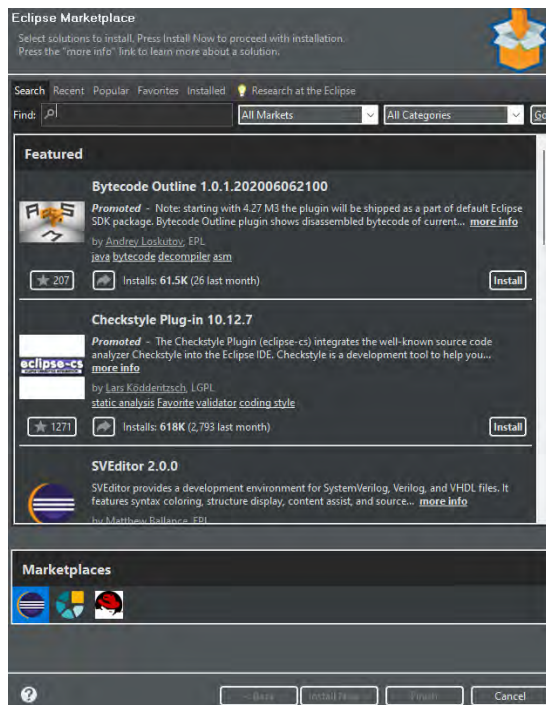 Eclipse Marketplace
Select solutions to install. Press Install Now to proceed with installation.
Press the "more info" link to learn more about a solution.
Search Recent Popular Favorites Installed Research at the Eclipse
Find: All Markets All Categories Go
Featured
Bytecode Outline 1.0.1.202006062100
Promoted - Note: starting with 4.27 M3 the plugin will be shipped as a part of default Eclipse
SDK package. Bytecode Outline plugin shows disassembled bytecode of current... more info
by Andrey Loskutov, EPL
java bytecode decompiler asm
207 Installs: 61.5K (26 last month) Install
Checkstyle Plug-in 10.12.7
Promoted - The Checkstyle Plugin (eclipse-cs) integrates the well-known source code
analyzer Checkstyle into the Eclipse IDE. Checkstyle is a development tool to help you...
more info
eclipse-cs
by Lars Ködderitzsch, LGPL
static analysis Favorite validator coding style
1271 Installs: 618K (2,793 last month) Install
SVEditor 2.0.0
SVEditor provides a development environment for SystemVerilog, Verilog, and VHDL files. It
features syntax coloring, structure display, content assist, and source... more info
by Matthew Ballance, EPL
Marketplaces
< Back Install Now Finish Cancel